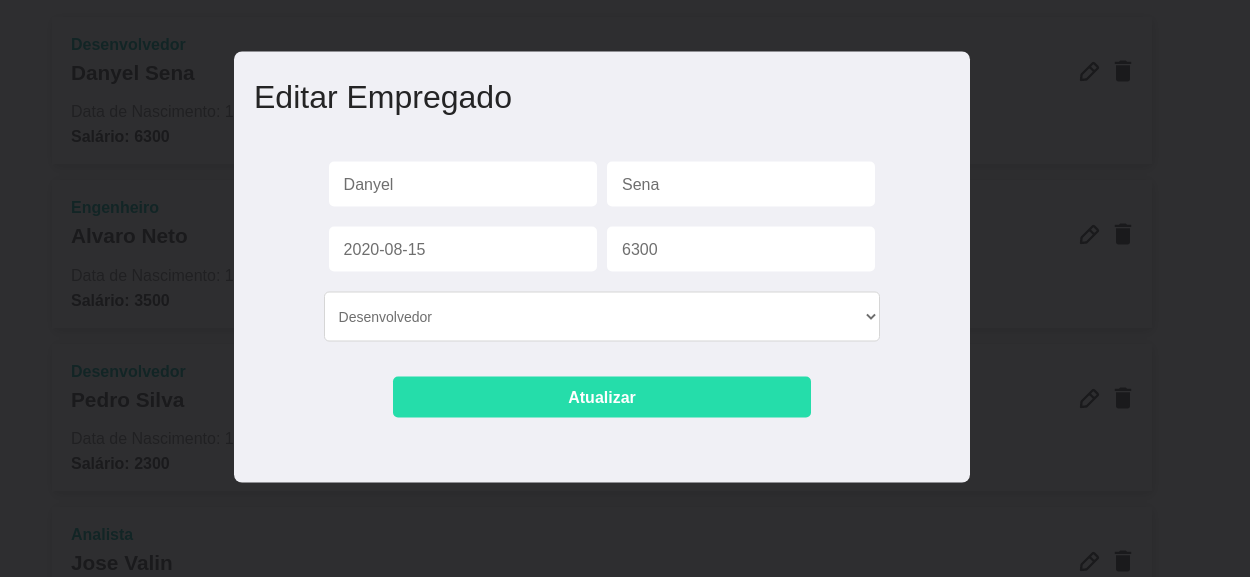 Desenvolvedor
Danyel Sena
Data de Nascimento: 1
Salário: 6300
Engenheiro
Alvaro Neto
Data de Nascimento: 1
Salário: 3500
Desenvolvedor
Pedro Silva
Data de Nascimento: 1
Salário: 2300
Analista
Jose Valin
Editar Empregado
Danyel
Sena
2020-08-15
6300
Desenvolvedor
Atualizar